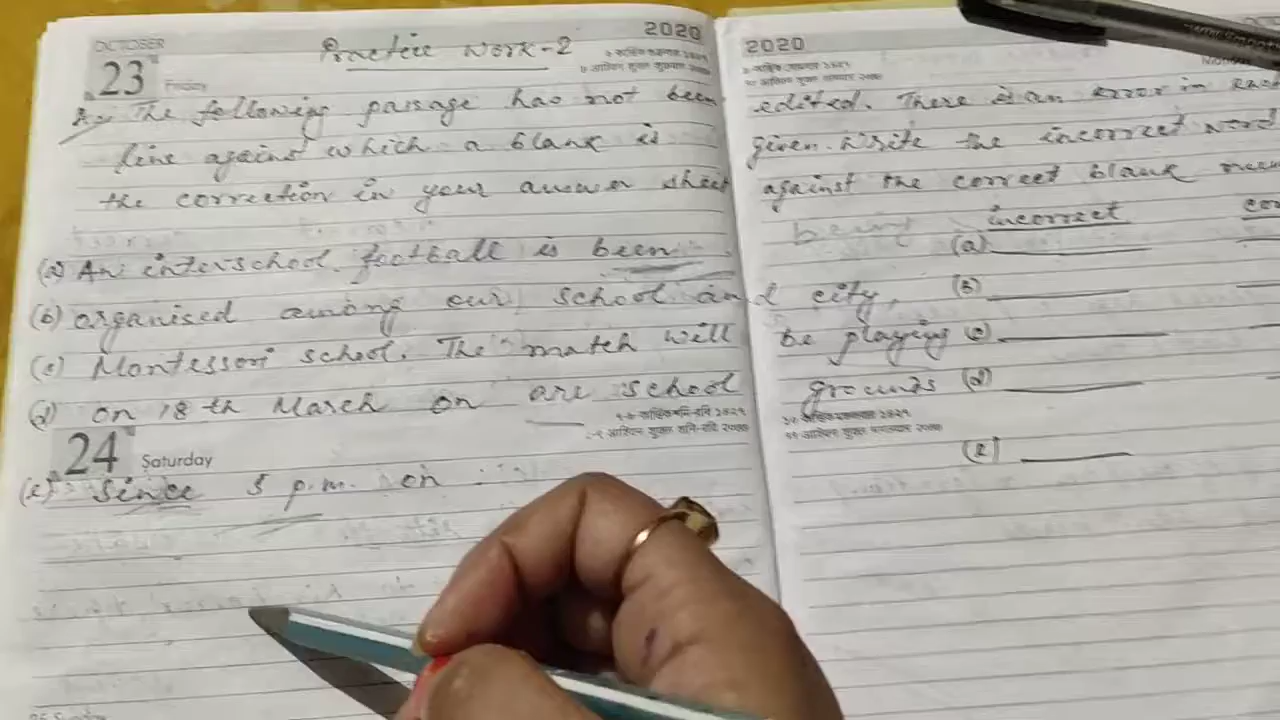 OCTOBER
2020
23 Friday
Practice Work-2
A. The following passage has not been
line against which a blank is
the correction in your answer sheet
(a) An interschool football is been
(b) organised among our school and city,
(c) Montessori school. The match will be playing
(d) on 18th March on are school grounds
24 Saturday
(e) Since 5 p.m. on
2020
edited. There is an error in each
given. Write the incorrect word
against the correct blank
being incorrect
(a)
(b)
(c)
(d)
(e)